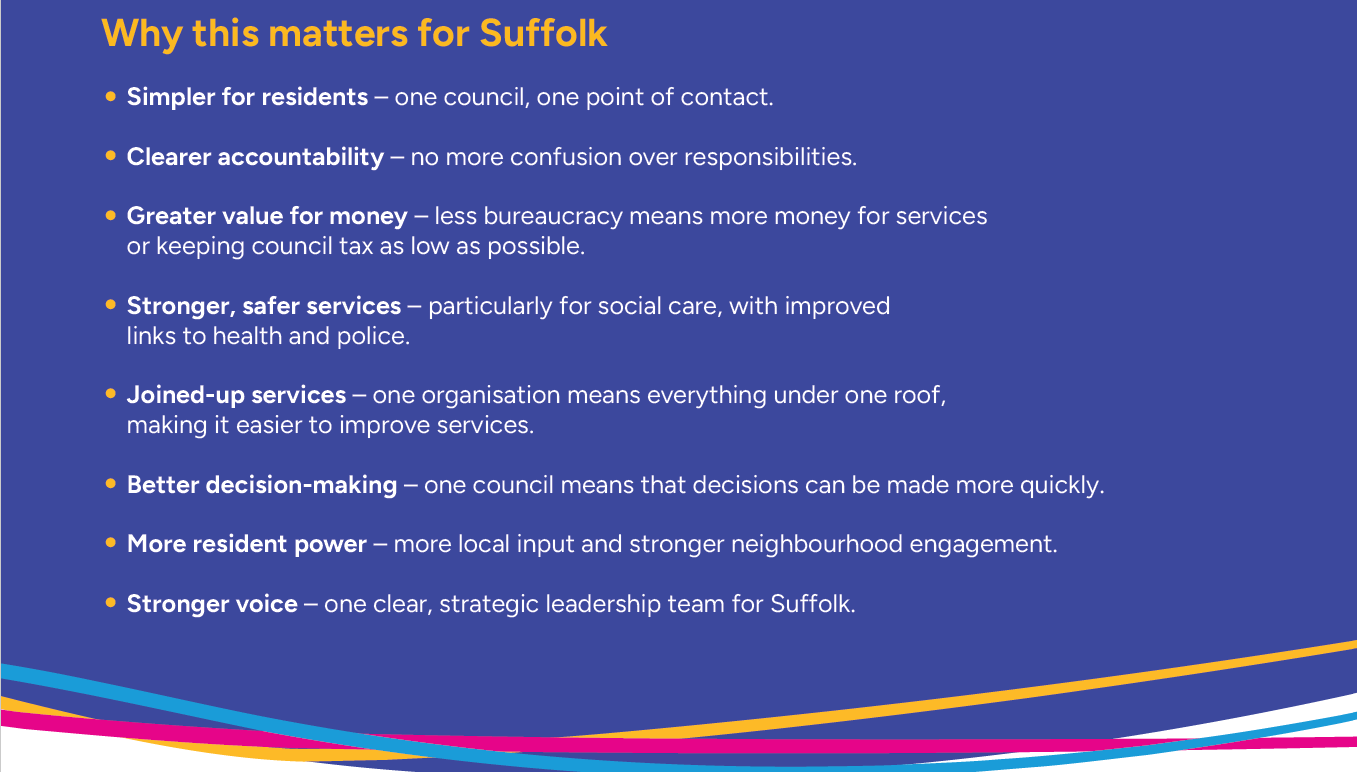 Why this matters for Suffolk
• Simpler for residents – one council, one point of contact.
• Clearer accountability – no more confusion over responsibilities.
• Greater value for money – less bureaucracy means more money for services
or keeping council tax as low as possible.
• Stronger, safer services – particularly for social care, with improved
links to health and police.
• Joined-up services – one organisation means everything under one roof,
making it easier to improve services.
• Better decision-making – one council means that decisions can be made more quickly.
• More resident power – more local input and stronger neighbourhood engagement.
• Stronger voice – one clear, strategic leadership team for Suffolk.